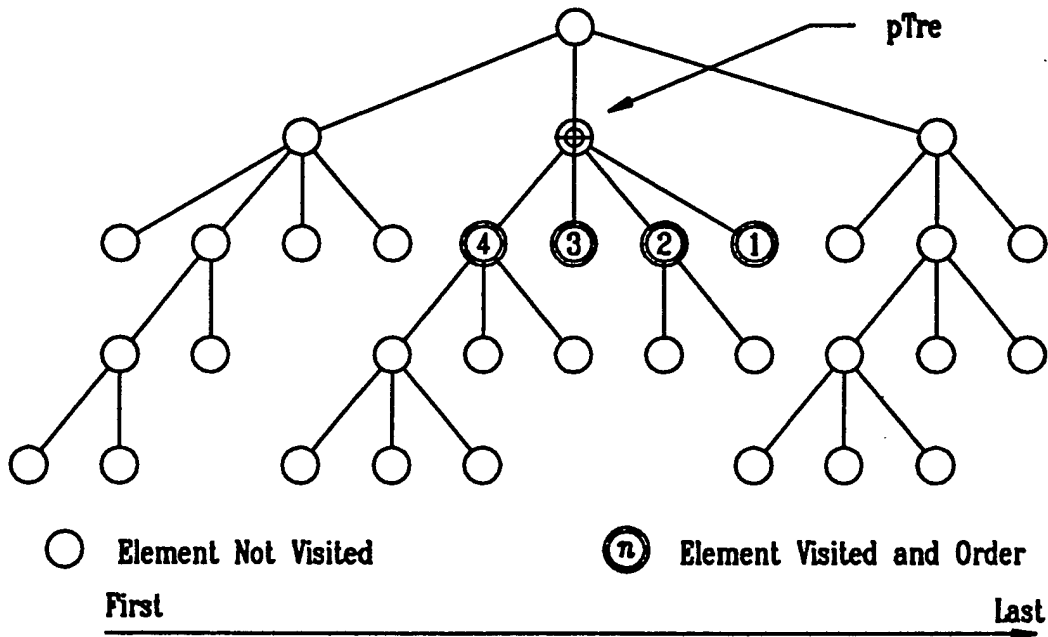 pTre
4 3 2 1
Element Not Visited
n Element Visited and Order
First
Last